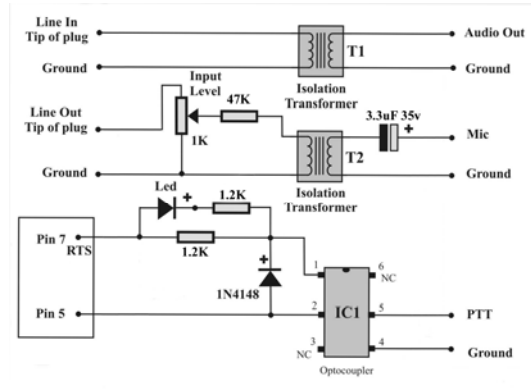 Line In
Tip of plug
Audio Out
T1
Ground
Ground
Input
Level
Isolation
Transformer
47K
3.3uF 35v
+
Line Out
Tip of plug
1K
Mic
T2
Ground
Ground
Led
+
1.2K
Isolation
Transformer
Pin 7
RTS
1.2K
+
1
6
NC
1N4148
IC1
Pin 5
2
5
PTT
3
NC
4
Ground
Optocoupler